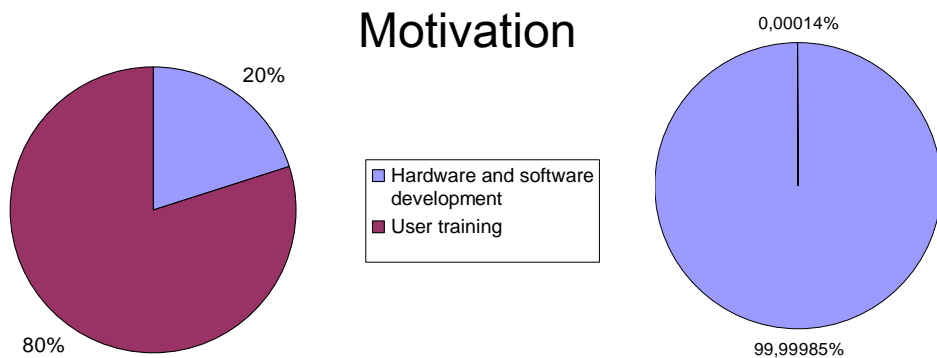 Motivation
20%
80%
Hardware and software
development
User training
0,00014%
99,99985%